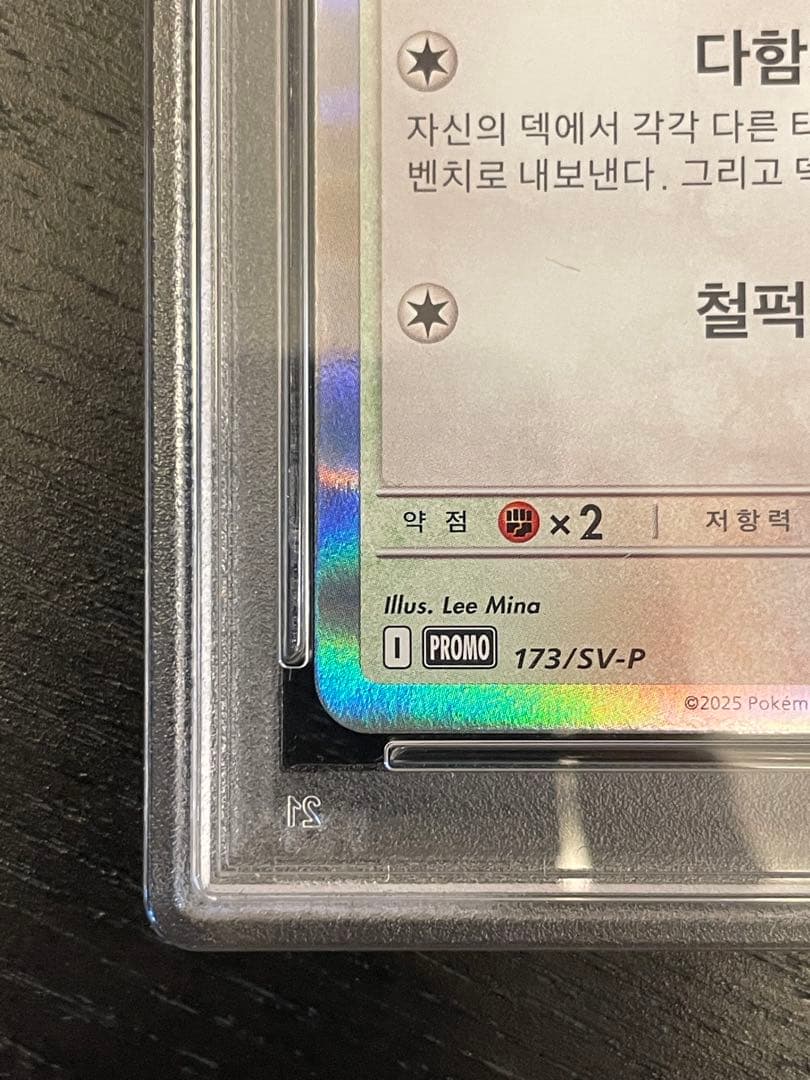 다함
자신의 덱에서 각각 다른
벤치로 내보낸다. 그리고
철퍽
약점 ×2 저항력
Illus. Lee Mina
I PROMO 173/SV-P
©2025 Pokém
21